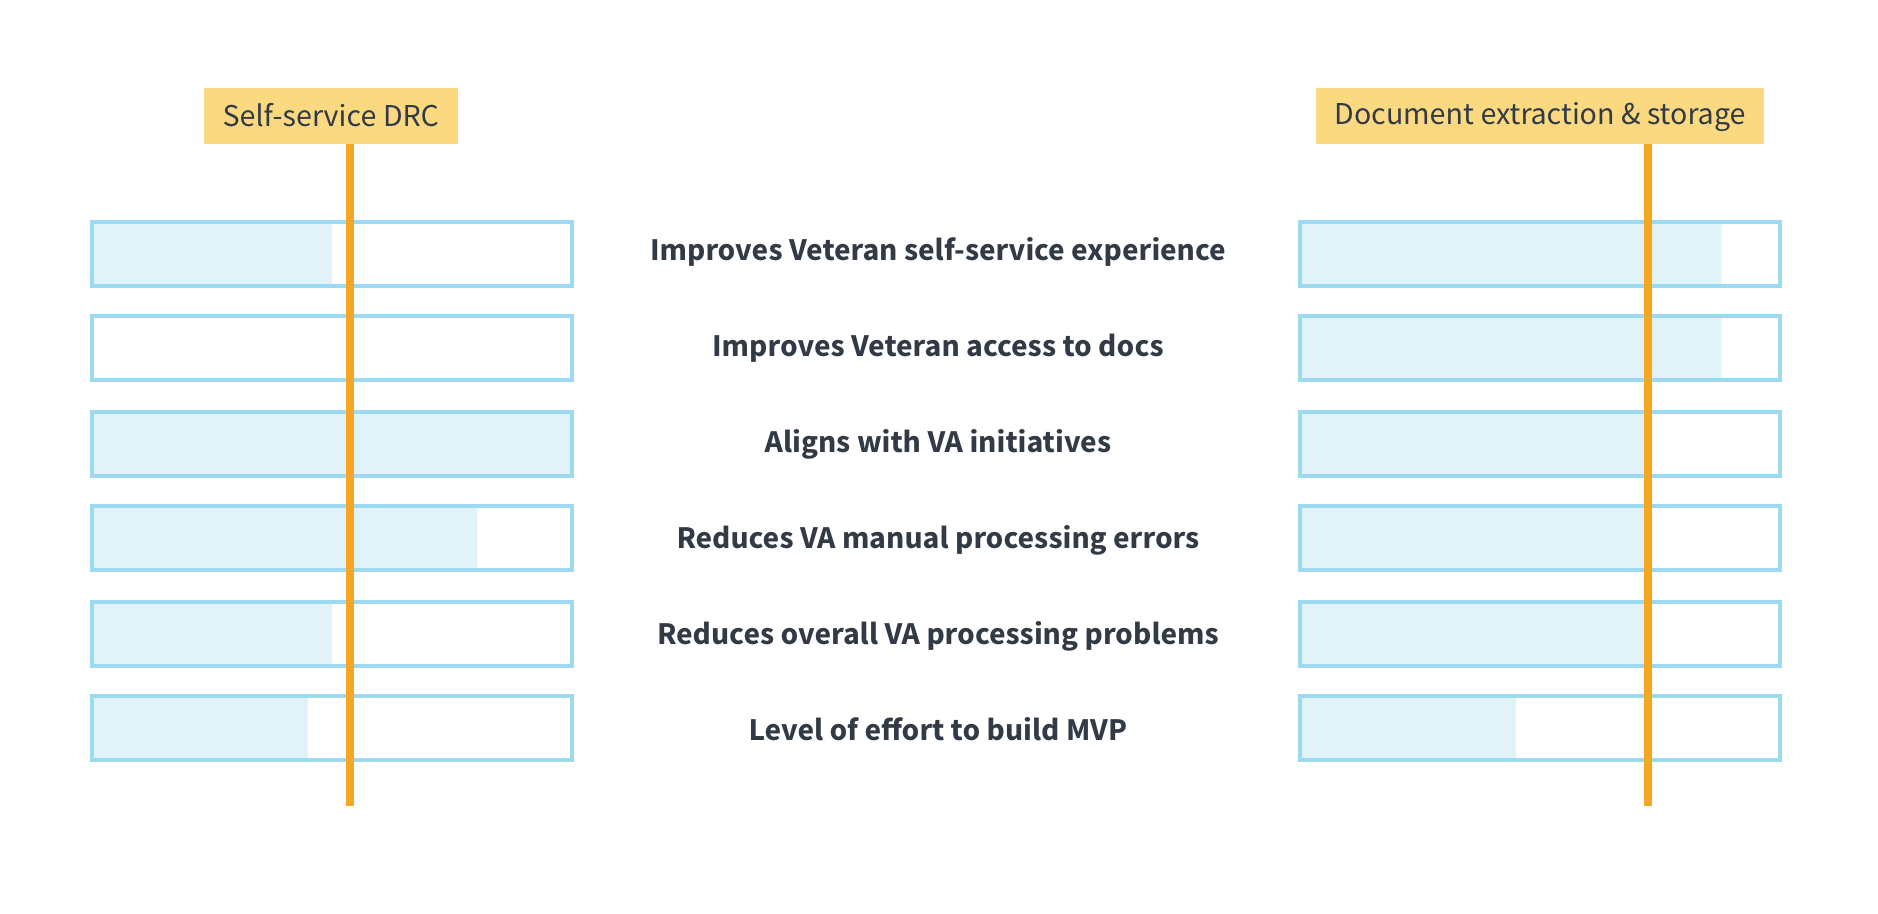 Self-service DRC
Document extraction & storage
Improves Veteran self-service experience
Improves Veteran access to docs
Aligns with VA initiatives
Reduces VA manual processing errors
Reduces overall VA processing problems
Level of effort to build MVP